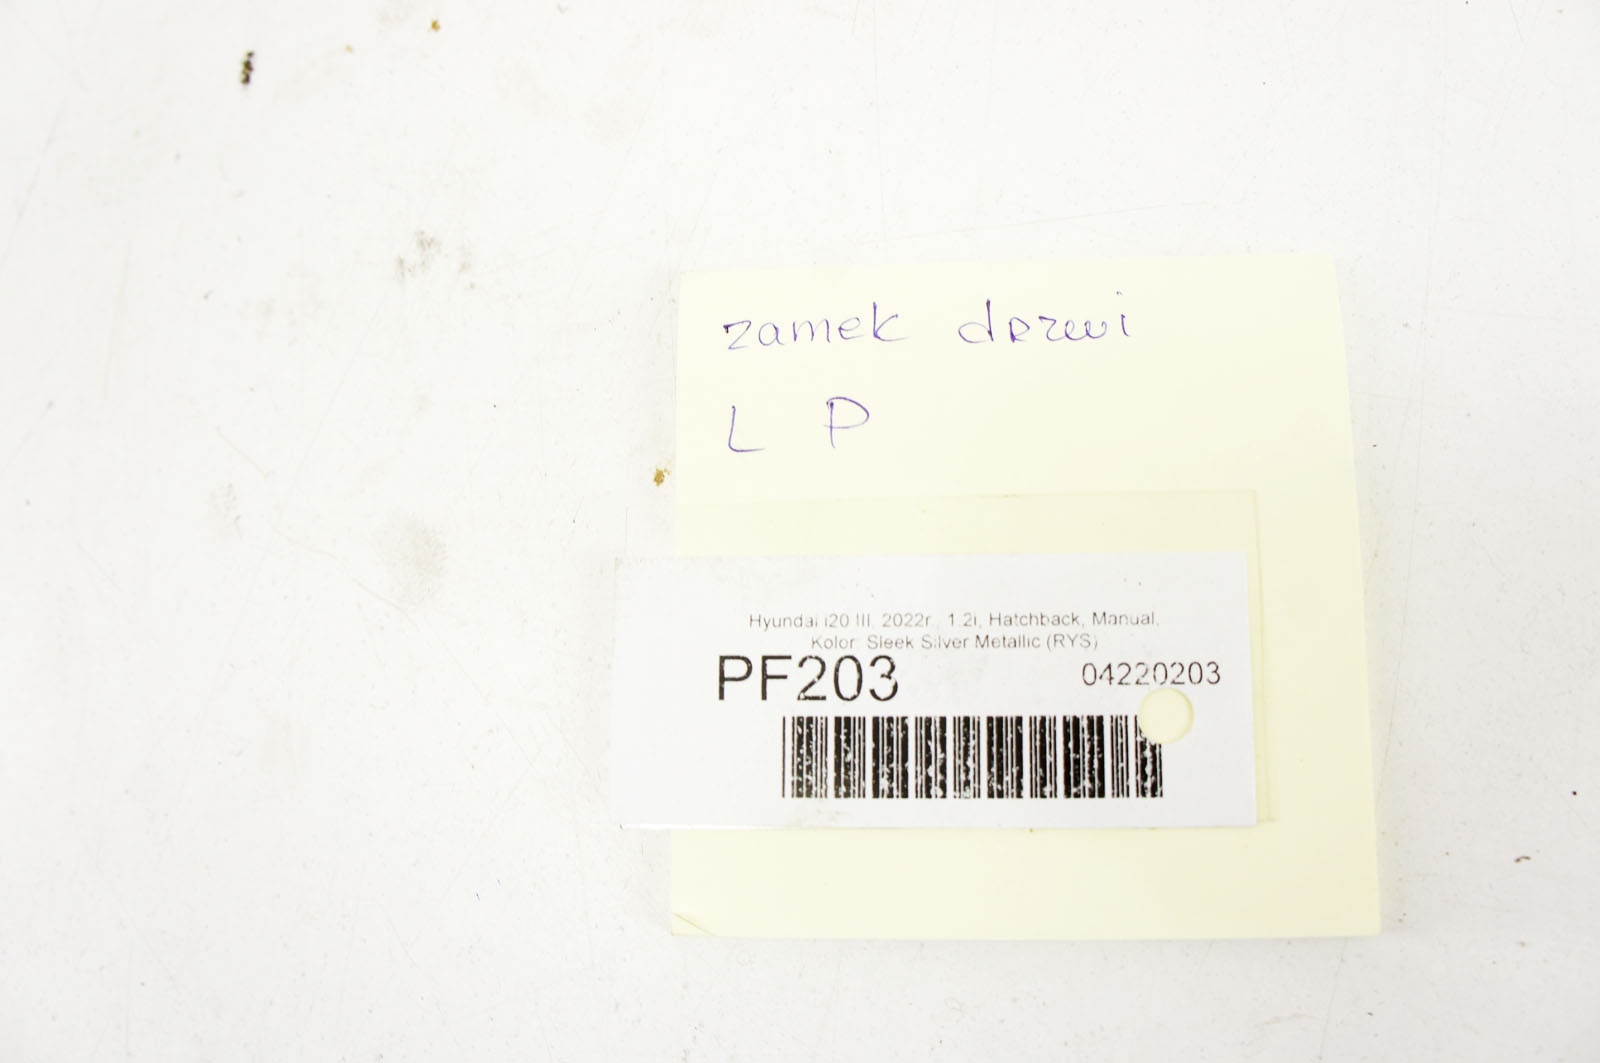 zamek drzwi
L P
Hyundai i20 III, 2022r., 1.2i, Hatchback, Manual,
Kolor: Sleek Silver Metallic (RYS)
PF203 04220203